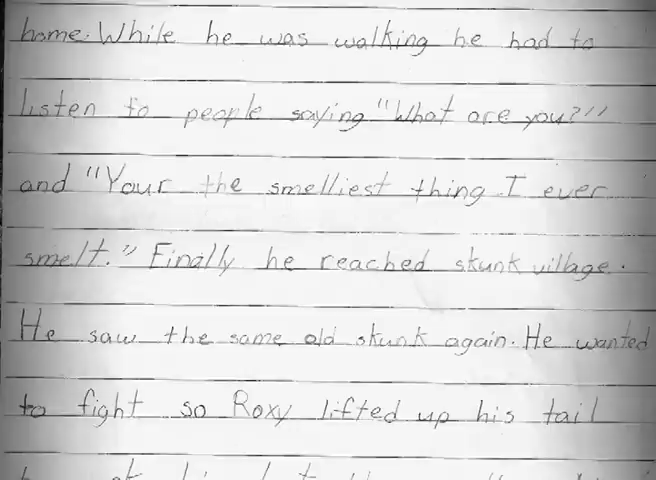 home. While he was walking he had to
listen to people saying "What are you?"
and "Your the smelliest thing I ever
smelt." Finally he reached skunk village.
He saw the same old skunk again. He wanted
to fight so Roxy lifted up his tail